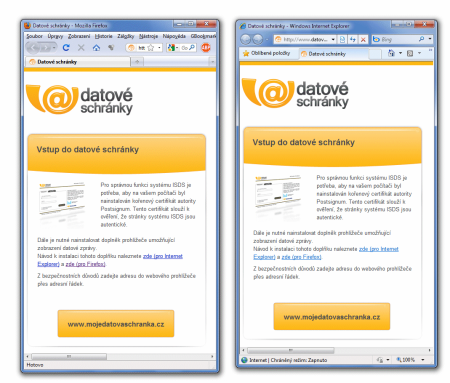 Datové schránky - Mozilla Firefox
Soubor Úpravy Zobrazení Historie Záložky Nástroje Nápověda GBookmarks
Datové schránky
datové
schránky
Vstup do datové schránky
Pro správnou funkci systému ISDS je
potřeba, aby na vašem počítači byl
nainstalován kořenový certifikát autority
Postsignum. Tento certifikát slouží k
ověření, že stránky systému ISDS jsou
autentické.
Dále je nutné nainstalovat doplněk prohlížeče umožňující
zobrazení datové zprávy.
Návod k instalaci tohoto doplňku naleznete zde (pro Internet
Explorer) a zde (pro Firefox).
Z bezpečnostních důvodů zadejte adresu do webového prohlížeče
přes adresní řádek.
www.mojedatovaschranka.cz
Hotovo
Datové schránky - Windows Internet Explorer
http://www.datov...
Bing
Oblíbené položky
Datové schránky
datové
schránky
Vstup do datové schránky
Pro správnou funkci systému ISDS je
potřeba, aby na vašem počítači byl
nainstalován kořenový certifikát autority
Postsignum. Tento certifikát slouží k
ověření, že stránky systému ISDS jsou
autentické.
Dále je nutné nainstalovat doplněk prohlížeče umožňující
zobrazení datové zprávy.
Návod k instalaci tohoto doplňku naleznete zde (pro Internet
Explorer) a zde (pro Firefox).
Z bezpečnostních důvodů zadejte adresu do webového prohlížeče
přes adresní řádek.
www.mojedatovaschranka.cz
Internet | Chráněný režim: Zapnuto
100%